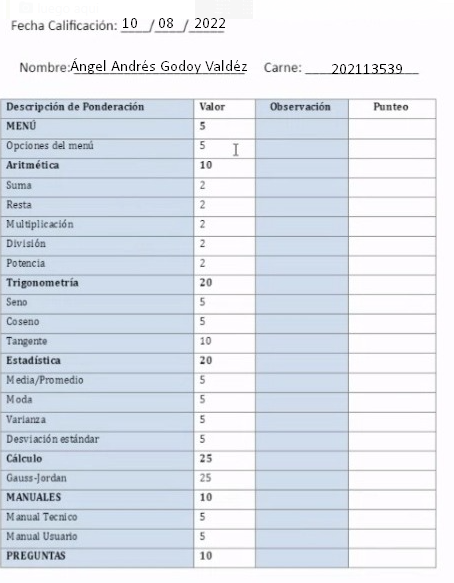 Fecha Calificación: 10 / 08 / 2022
Nombre: Ángel Andrés Godoy Valdéz Carne: 202113539
Descripción de Ponderación Valor Observación Punteo
MENÚ 5
Opciones del menú 5
Aritmética 10
Suma 2
Resta 2
Multiplicación 2
División 2
Potencia 2
Trigonometría 20
Seno 5
Coseno 5
Tangente 10
Estadística 20
Media/Promedio 5
Moda 5
Varianza 5
Desviación estándar 5
Cálculo 25
Gauss-Jordan 25
MANUALES 10
Manual Tecnico 5
Manual Usuario 5
PREGUNTAS 10